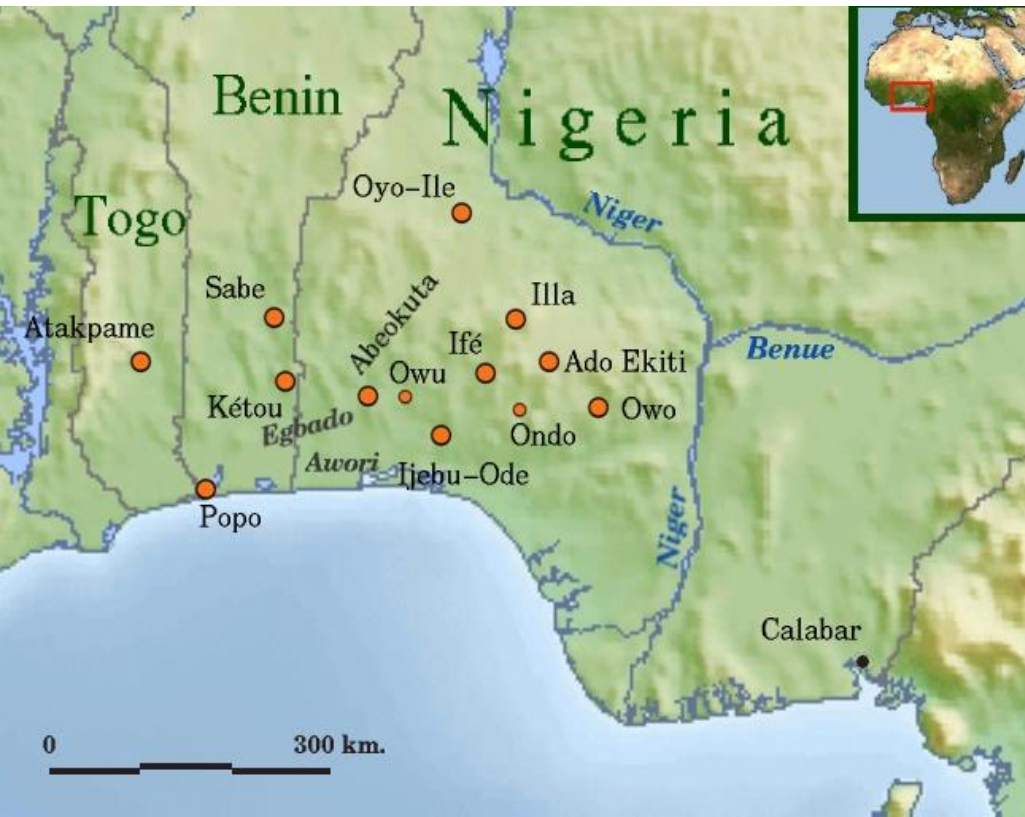 Benin
Nigeria
Togo
Oyo-Ile
Niger
Sabe
Abeokuta
Illa
Atakpame
Ifé
Benue
Owu
Ado Ekiti
Kétou
Egbado
Owo
Ondo
Awori
Ijebu-Ode
Popo
Niger
Calabar
0 300 km.